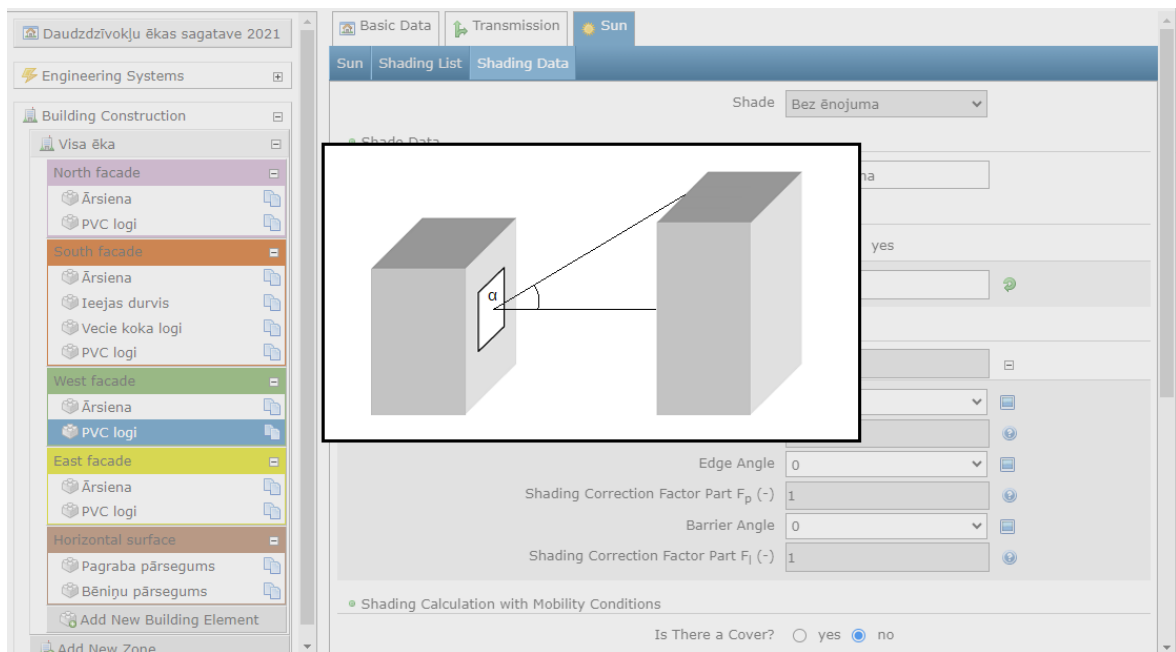 Daudzdzīvokļu ēkas sagatave 2021
Engineering Systems
Building Construction
Visa ēka
North facade
Ārsiena
PVC logi
South facade
Ārsiena
Ieejas durvis
Vecie koka logi
PVC logi
West facade
Ārsiena
PVC logi
East facade
Ārsiena
PVC logi
Horizontal surface
Pagraba pārsegums
Bēniņu pārsegums
Add New Building Element
Add New Zone
Basic Data Transmission Sun
Sun Shading List Shading Data
Shade Bez ēnojuma
Shade Data
na
yes
α
Edge Angle 0
Shading Correction Factor Part Fp (-) 1
Barrier Angle 0
Shading Correction Factor Part Fl (-) 1
Shading Calculation with Mobility Conditions
Is There a Cover? yes no